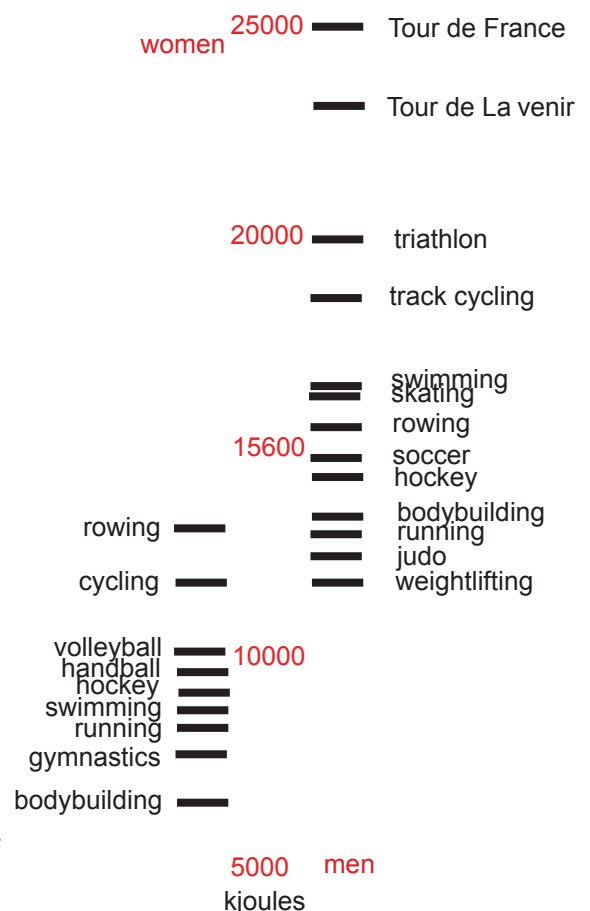 25000 Tour de France
women
Tour de La venir
20000 triathlon
track cycling
swimming
skating
rowing
15600 soccer
hockey
bodybuilding
rowing running
judo
cycling weightlifting
volleyball 10000
handball
hockey
swimming
running
gymnastics
bodybuilding
5000 men
kjoules